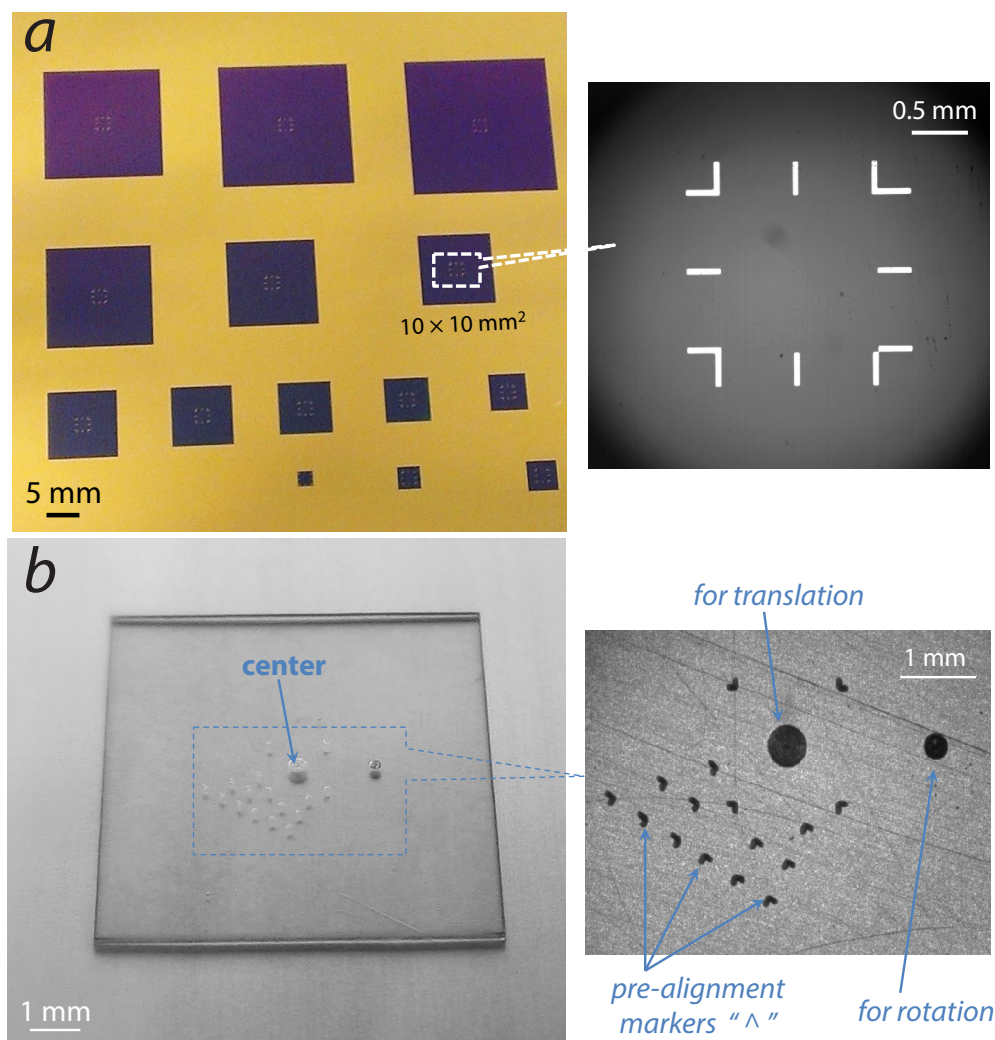 a
0.5 mm
10 × 10 mm²
5 mm
b
for translation
center
1 mm
1 mm
pre-alignment
markers “ ^ ”
for rotation